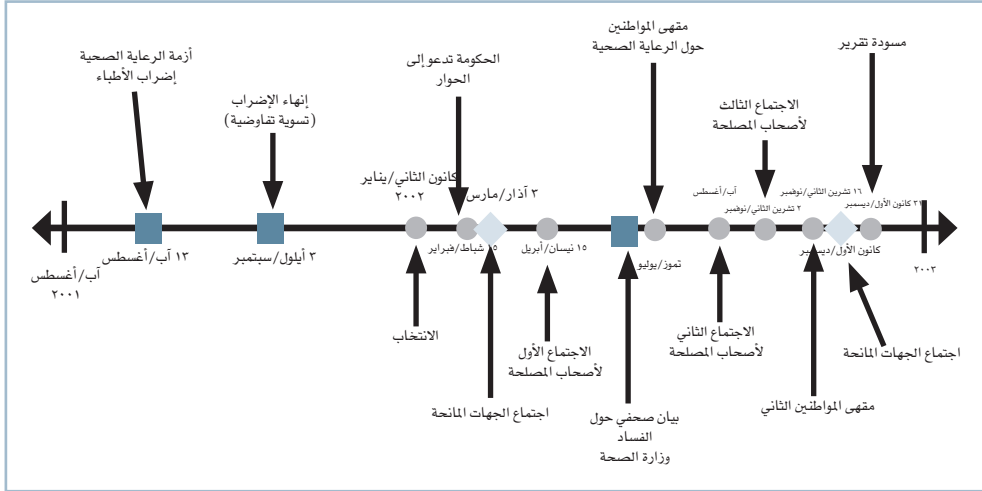 أزمة الرعاية الصحية
إضراب الأطباء
إنهاء الإضراب
(تسوية تفاوضية)
الحكومة تدعو إلى
الحوار
مقهى المواطنين
حول الرعاية الصحية
الاجتماع الثالث
لأصحاب المصلحة
مسودة تقرير
آب/أغسطس
٢٠٠١
١٣ آب/أغسطس
٣ أيلول/سبتمبر
كانون الثاني/يناير
٢٠٠٢
١٥ شباط/فبراير
٣ آذار/مارس
١٥ نيسان/أبريل
تموز/يوليو
آب/أغسطس
٢ تشرين الثاني/نوفمبر
١٦ تشرين الثاني/نوفمبر
كانون الأول/ديسمبر
كانون الأول/ديسمبر
٢٠٠٣
الانتخاب
اجتماع الجهات المانحة
الاجتماع الأول
لأصحاب المصلحة
بيان صحفي حول
الفساد
وزارة الصحة
الاجتماع الثاني
لأصحاب المصلحة
مقهى المواطنين الثاني
اجتماع الجهات المانحة